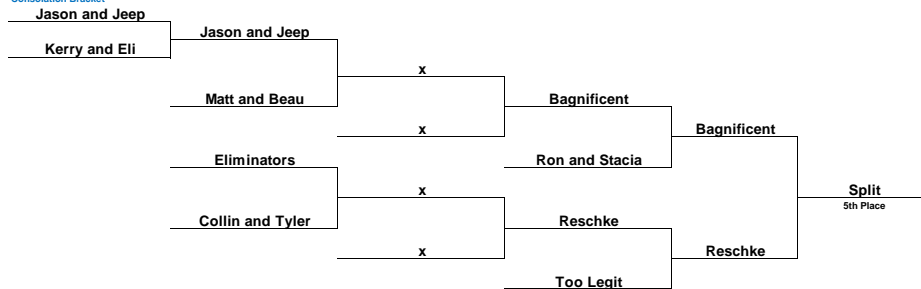 Consolation Bracket
Jason and Jeep
Kerry and Eli
Jason and Jeep
Matt and Beau
x
x
Bagnificent
Ron and Stacia
Bagnificent
Eliminators
Collin and Tyler
x
x
Reschke
Too Legit
Reschke
Split
5th Place